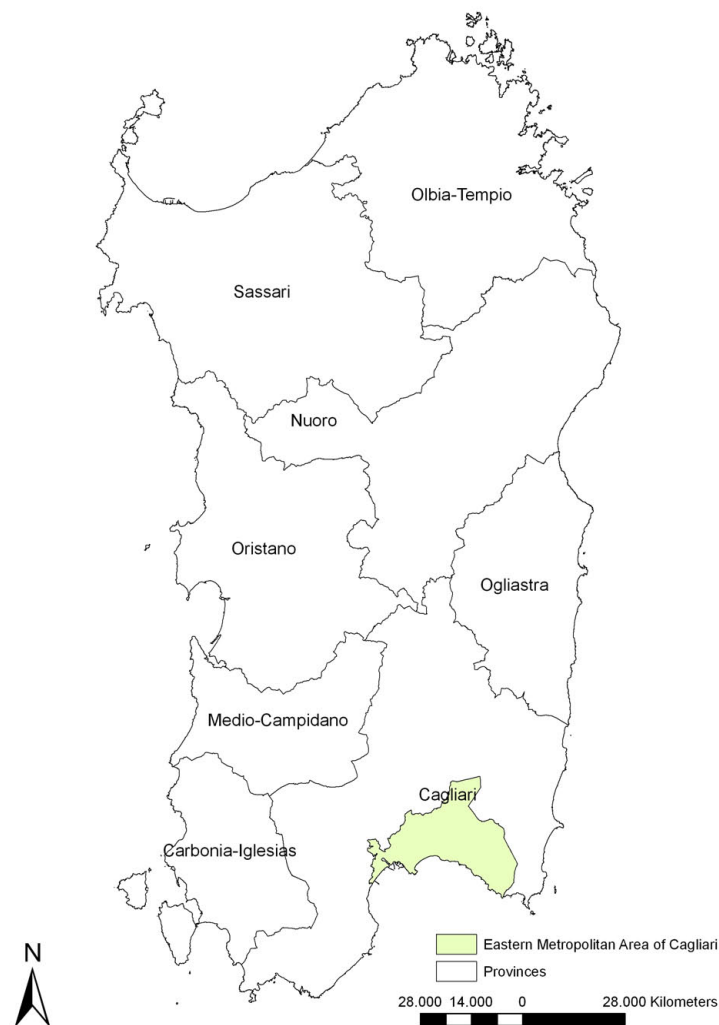 Olbia-Tempio
Sassari
Nuoro
Oristano
Ogliastra
Medio-Campidano
Cagliari
Carbonia-Iglesias
N
Eastern Metropolitan Area of Cagliari
Provinces
28.000 14.000 0 28.000 Kilometers